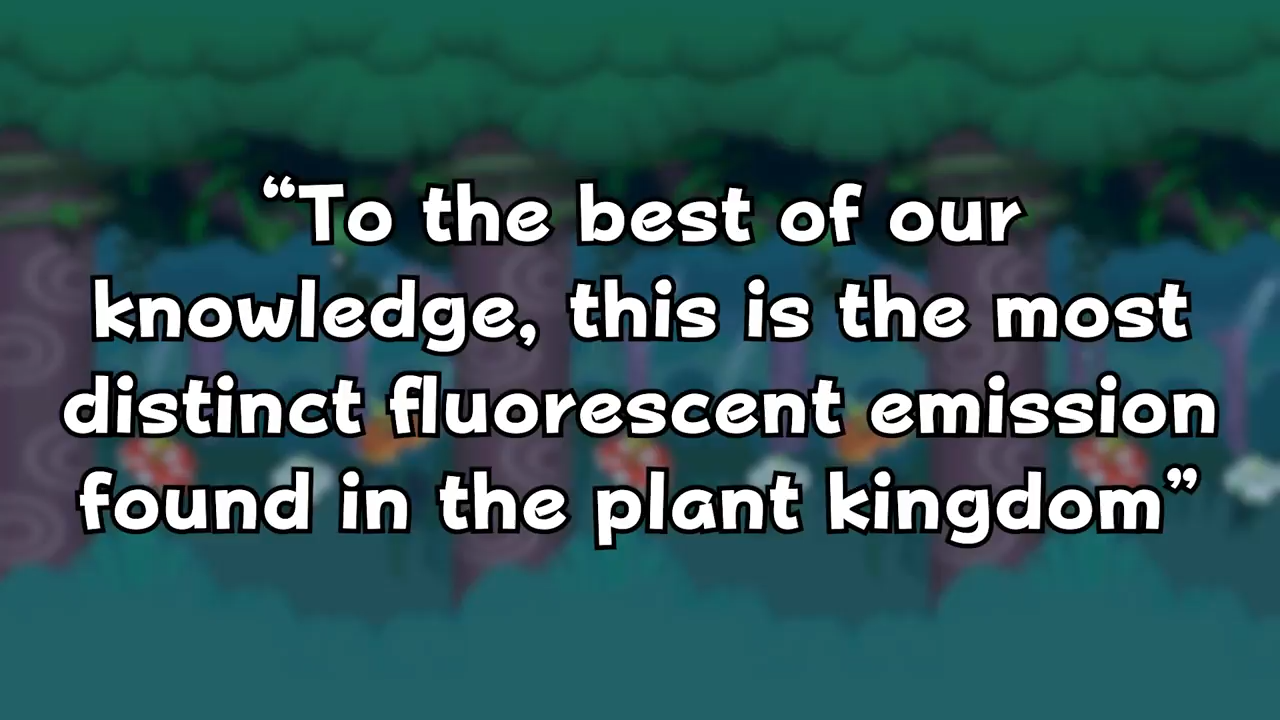 “To the best of our
knowledge, this is the most
distinct fluorescent emission
found in the plant kingdom”